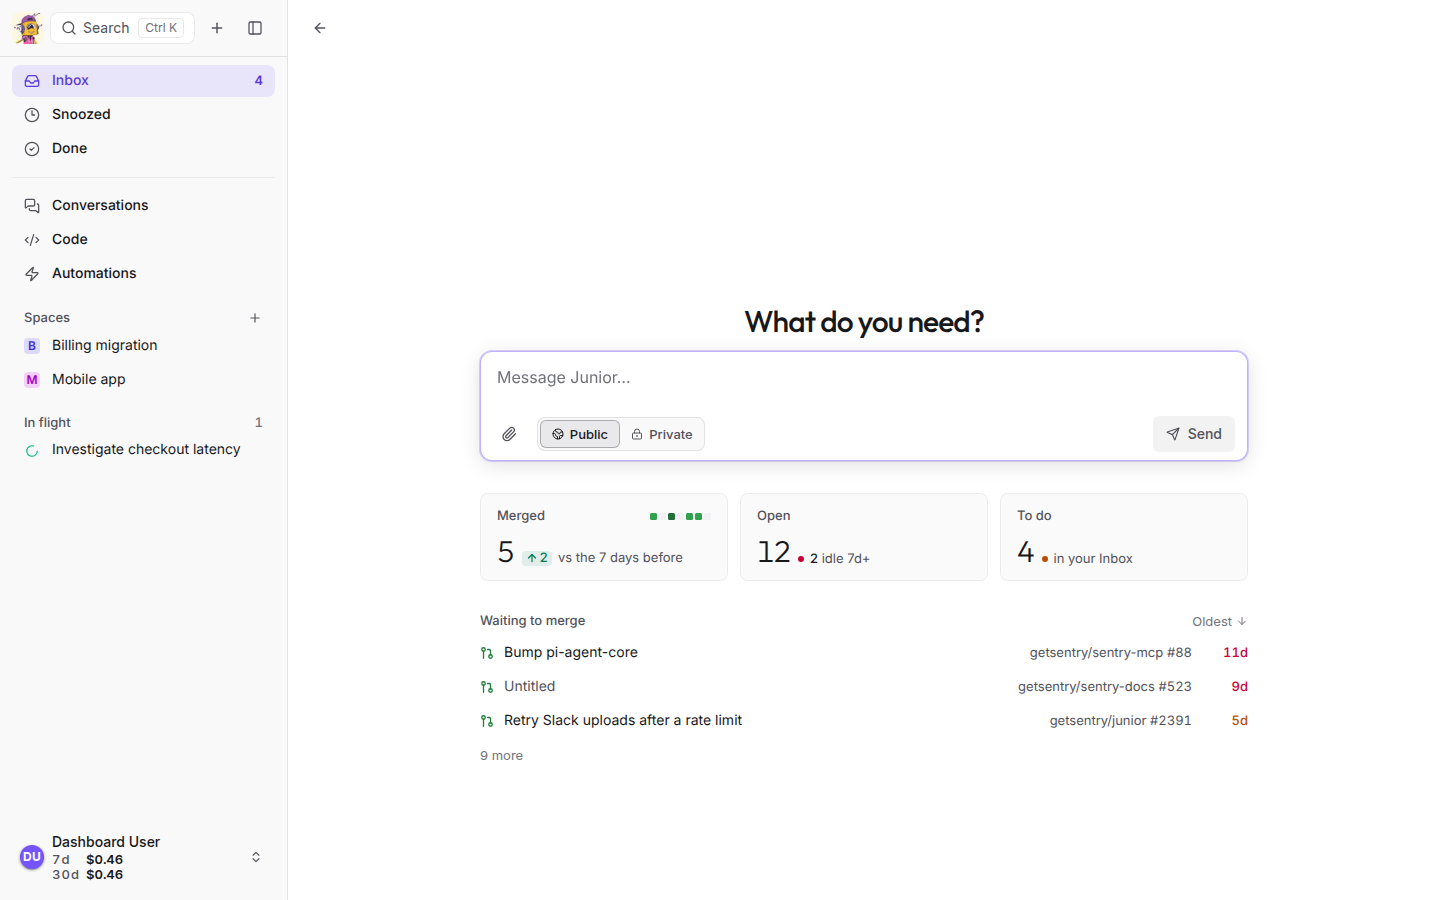 Search Ctrl K
Inbox 4
Snoozed
Done
Conversations
Code
Automations
Spaces
B Billing migration
M Mobile app
In flight 1
Investigate checkout latency
DU Dashboard User
7d $0.46
30d $0.46
What do you need?
Message Junior...
Public Private Send
Merged
5 2 vs the 7 days before
Open
12 2 idle 7d+
To do
4 in your Inbox
Waiting to merge Oldest
Bump pi-agent-core getsentry/sentry-mcp #88 11d
Untitled getsentry/sentry-docs #523 9d
Retry Slack uploads after a rate limit getsentry/junior #2391 5d
9 more